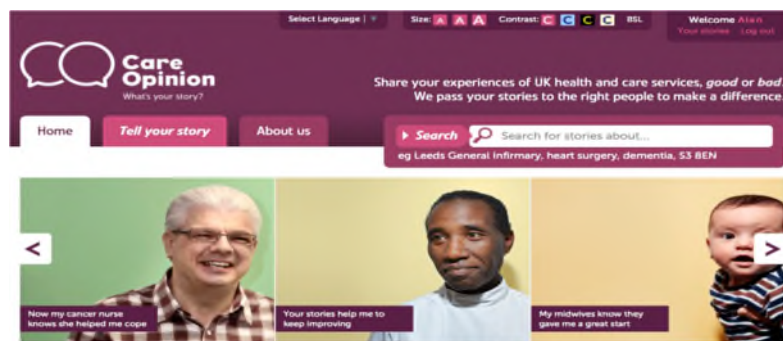 Select Language | ▼
Size: A A A Contrast: C C C C BSL
Welcome Alan
Your stories Log out
Care
Opinion
What's your story?
Share your experiences of UK health and care services, good or bad.
We pass your stories to the right people to make a difference.
Home
Tell your story
About us
Search
Search for stories about...
eg Leeds General Infirmary, heart surgery, dementia, S3 8EN
Now my cancer nurse
knows she helped me cope
Your stories help me to
keep improving
My midwives know they
gave me a great start